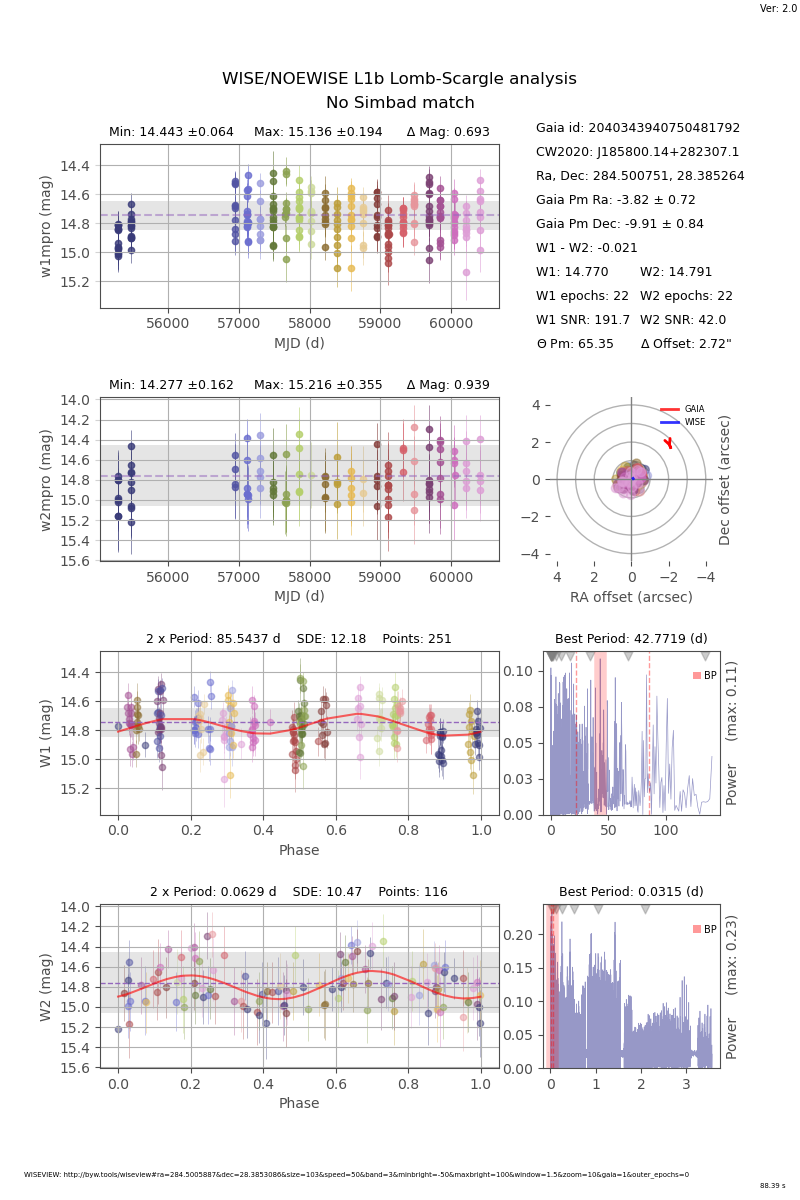 Ver: 2.0
WISE/NOEWISE L1b Lomb-Scargle analysis
No Simbad match
Min: 14.443 ±0.064 Max: 15.136 ±0.194 Δ Mag: 0.693
14.4
14.6
14.8
15.0
15.2
w1mpro (mag)
56000 57000 58000 59000 60000
MJD (d)
Gaia id: 2040343940750481792
CW2020: J185800.14+282307.1
Ra, Dec: 284.500751, 28.385264
Gaia Pm Ra: -3.82 ± 0.72
Gaia Pm Dec: -9.91 ± 0.84
W1 - W2: -0.021
W1: 14.770 W2: 14.791
W1 epochs: 22 W2 epochs: 22
W1 SNR: 191.7 W2 SNR: 42.0
Θ Pm: 65.35 Δ Offset: 2.72"
Min: 14.277 ±0.162 Max: 15.216 ±0.355 Δ Mag: 0.939
14.0
14.2
14.4
14.6
14.8
15.0
15.2
15.4
15.6
w2mpro (mag)
56000 57000 58000 59000 60000
MJD (d)
GAIA
WISE
4
2
0
−2
−4
4 2 0 −2 −4
RA offset (arcsec)
Dec offset (arcsec)
2 x Period: 85.5437 d SDE: 12.18 Points: 251
14.4
14.6
14.8
15.0
15.2
W1 (mag)
0.0 0.2 0.4 0.6 0.8 1.0
Phase
Best Period: 42.7719 (d)
BP
0.10
0.08
0.05
0.03
0.00
0 50 100
Power (max: 0.11)
2 x Period: 0.0629 d SDE: 10.47 Points: 116
14.0
14.2
14.4
14.6
14.8
15.0
15.2
15.4
15.6
W2 (mag)
0.0 0.2 0.4 0.6 0.8 1.0
Phase
Best Period: 0.0315 (d)
BP
0.20
0.15
0.10
0.05
0.00
0 1 2 3
Power (max: 0.23)
WISEVIEW: http://byw.tools/wiseview#ra=284.5005887&dec=28.3853086&size=103&speed=50&band=3&minbright=-50&maxbright=100&window=1.5&zoom=10&gaia=1&outer_epochs=0
88.39 s